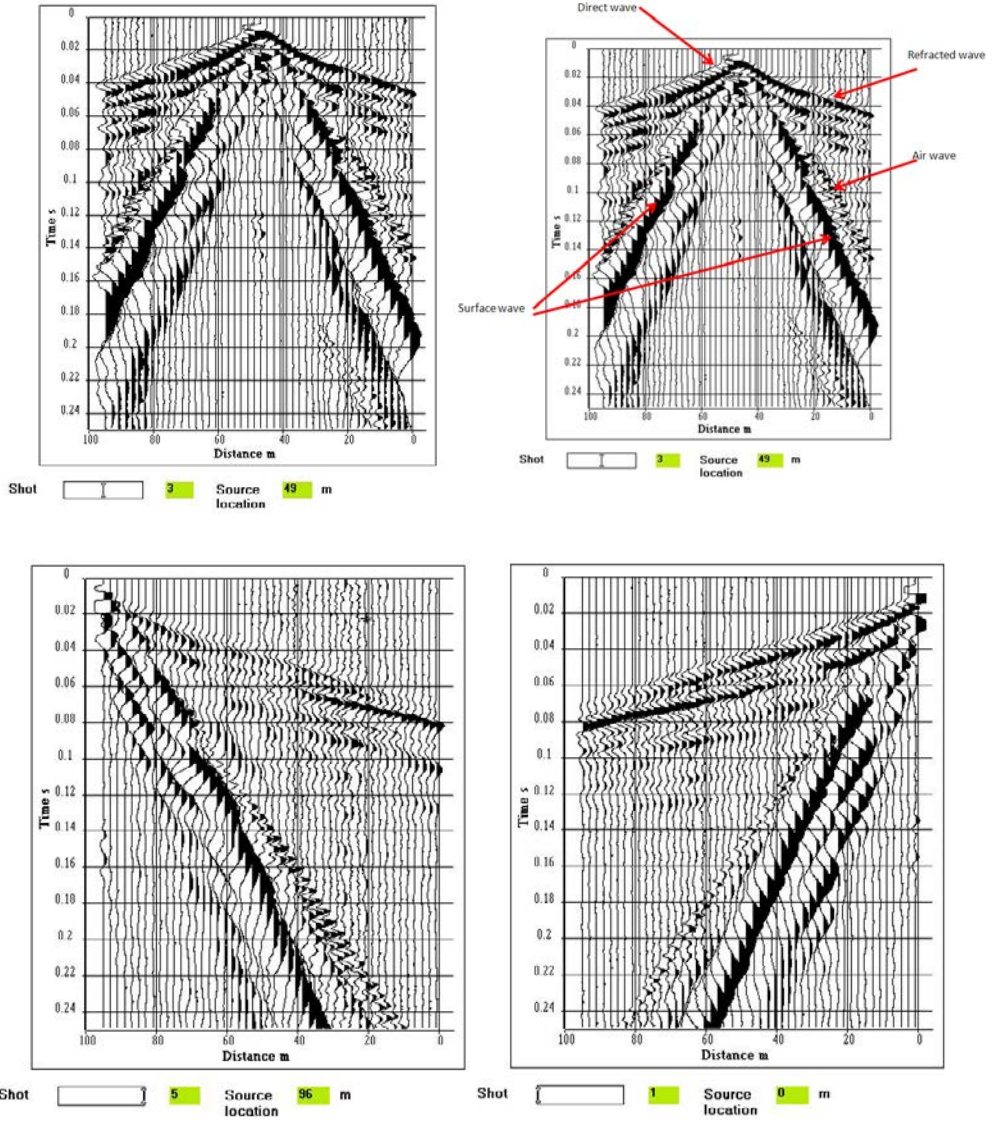 0
0.02
0.04
0.06
0.08
0.1
0.12
0.14
0.16
0.18
0.2
0.22
0.24
Time s
100 80 60 40 20 0
Distance m
Shot 3 Source location 49 m
Direct wave
Refracted wave
Air wave
Surface wave
0
0.02
0.04
0.06
0.08
0.1
0.12
0.14
0.16
0.18
0.2
0.22
0.24
Time s
100 80 60 40 20 0
Distance m
Shot 3 Source location 49 m
0
0.02
0.04
0.06
0.08
0.1
0.12
0.14
0.16
0.18
0.2
0.22
0.24
Time s
100 80 60 40 20 0
Distance m
Shot 5 Source location 96 m
0
0.02
0.04
0.06
0.08
0.1
0.12
0.14
0.16
0.18
0.2
0.22
0.24
Time s
100 80 60 40 20 0
Distance m
Shot 1 Source location 0 m